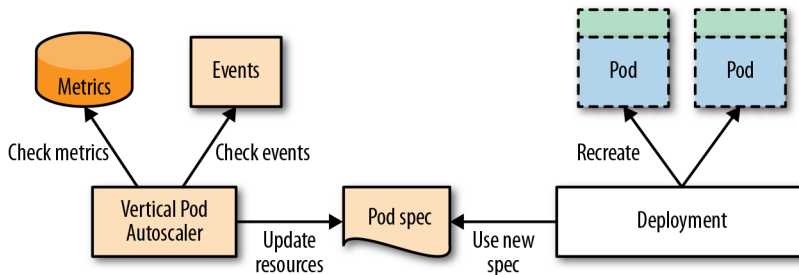 Metrics
Events
Pod
Pod
Check metrics
Check events
Recreate
Vertical Pod
Autoscaler
Update
resources
Pod spec
Use new
spec
Deployment